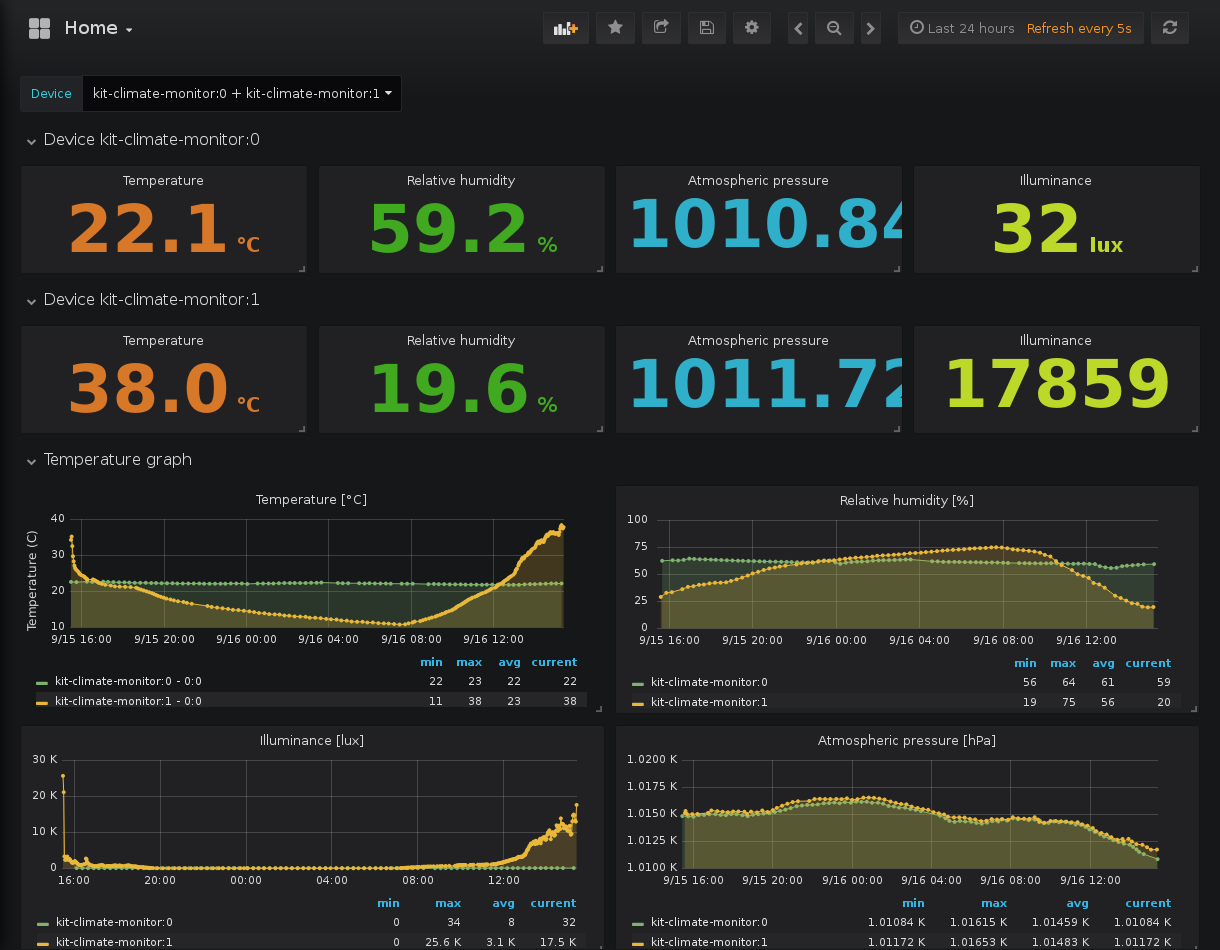 Home
Last 24 hours Refresh every 5s
Device kit-climate-monitor:0 + kit-climate-monitor:1
Device kit-climate-monitor:0
Temperature Relative humidity Atmospheric pressure Illuminance
22.1 °C 59.2 % 1010.84 32 lux
Device kit-climate-monitor:1
Temperature Relative humidity Atmospheric pressure Illuminance
38.0 °C 19.6 % 1011.72 17859
Temperature graph
Temperature [°C]
Temperature (C)
40
30
20
10
9/15 16:00 9/15 20:00 9/16 00:00 9/16 04:00 9/16 08:00 9/16 12:00
min max avg current
kit-climate-monitor:0 - 0:0 22 23 22 22
kit-climate-monitor:1 - 0:0 11 38 23 38
Relative humidity [%]
100
75
50
25
0
9/15 16:00 9/15 20:00 9/16 00:00 9/16 04:00 9/16 08:00 9/16 12:00
min max avg current
kit-climate-monitor:0 56 64 61 59
kit-climate-monitor:1 19 75 56 20
Illuminance [lux]
30 K
20 K
10 K
0
16:00 20:00 00:00 04:00 08:00 12:00
min max avg current
kit-climate-monitor:0 0 34 8 32
kit-climate-monitor:1 0 25.6 K 3.1 K 17.5 K
Atmospheric pressure [hPa]
1.0200 K
1.0175 K
1.0150 K
1.0125 K
1.0100 K
9/15 16:00 9/15 20:00 9/16 00:00 9/16 04:00 9/16 08:00 9/16 12:00
min max avg current
kit-climate-monitor:0 1.01084 K 1.01615 K 1.01459 K 1.01084 K
kit-climate-monitor:1 1.01172 K 1.01653 K 1.01483 K 1.01172 K